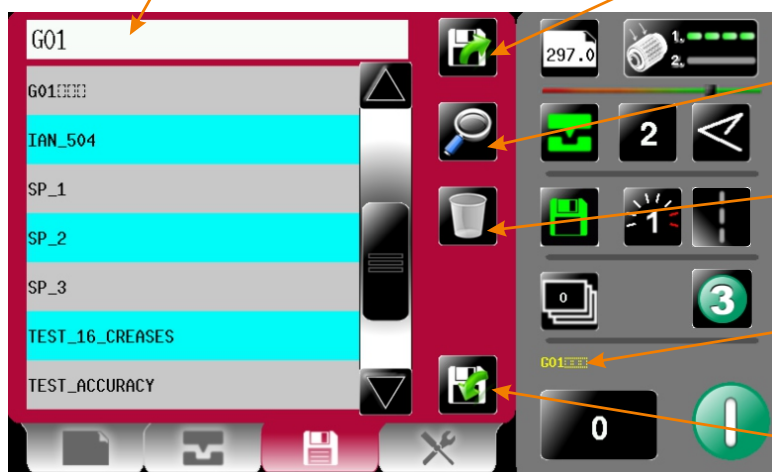 G01
G01
IAN_504
SP_1
SP_2
SP_3
TEST_16_CREASES
TEST_ACCURACY
297.0
1.
2.
2
1
0
3
G01
0